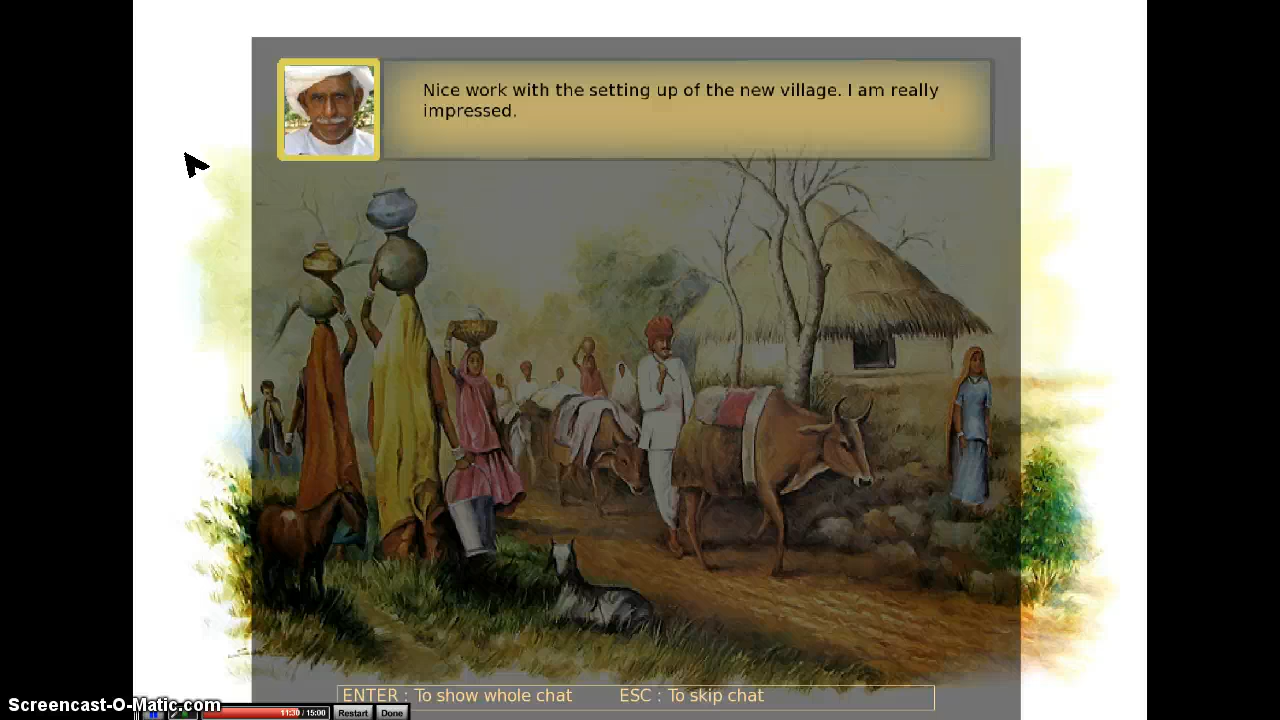 Nice work with the setting up of the new village. I am really
impressed.
ENTER : To show whole chat ESC : To skip chat
Screencast-O-Matic.com
11:30 / 15:00 Restart Done